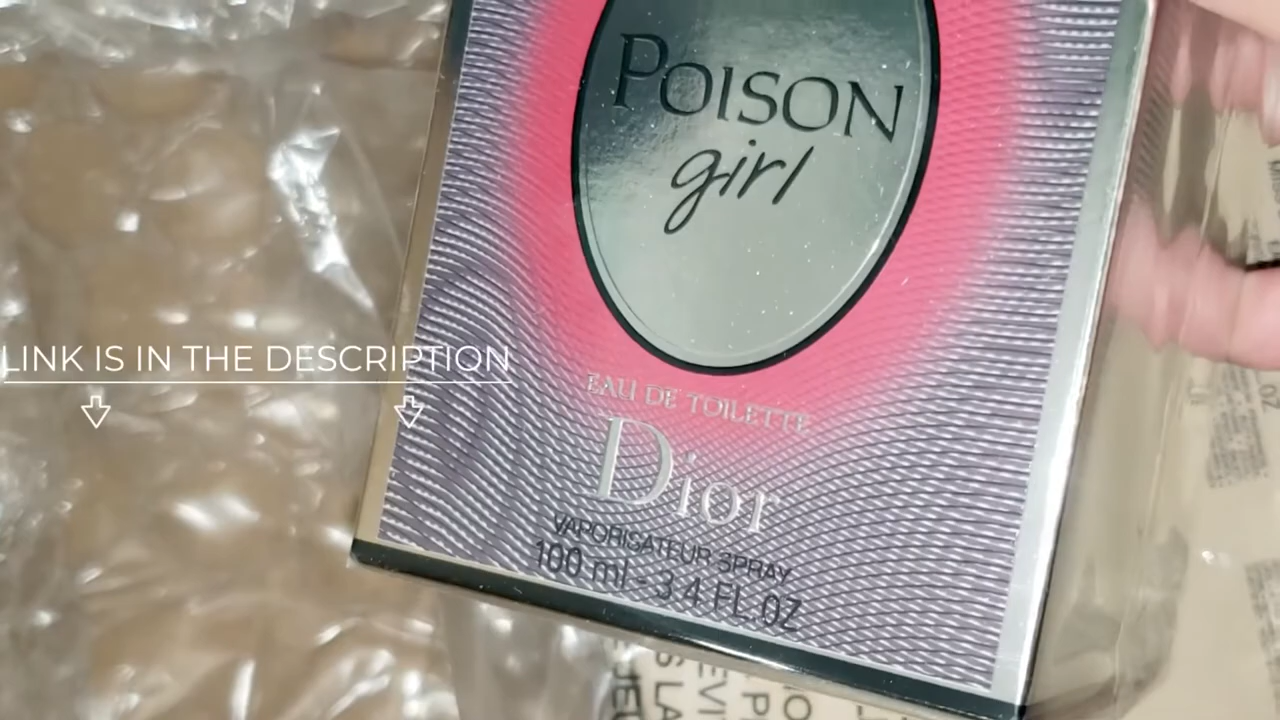 POISON
girl
LINK IS IN THE DESCRIPTION
EAU DE TOILETTE
Dior
VAPORISATEUR SPRAY
100 ml - 3.4 FL.OZ